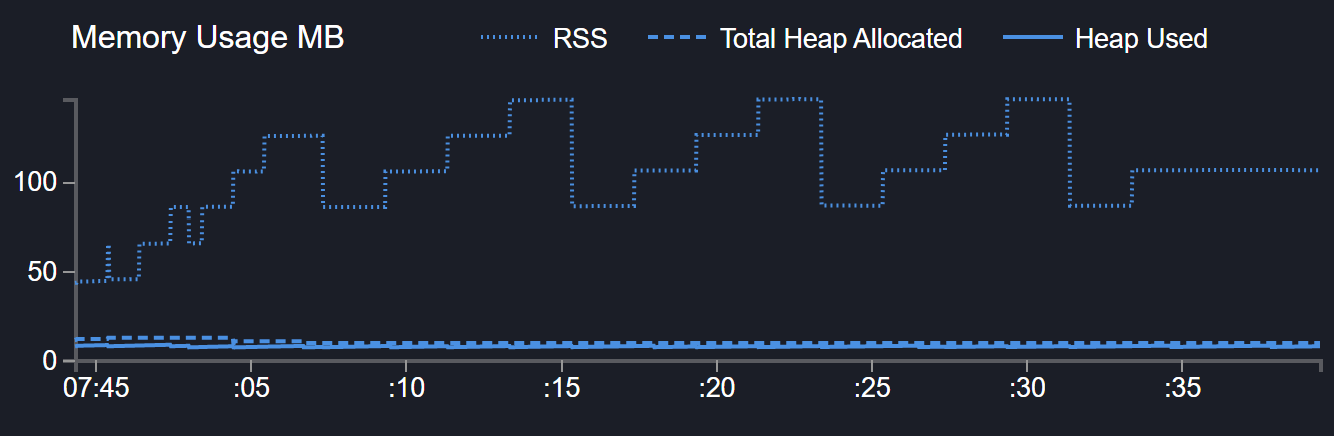 Memory Usage MB
RSS Total Heap Allocated Heap Used
100
50
0
07:45 :05 :10 :15 :20 :25 :30 :35